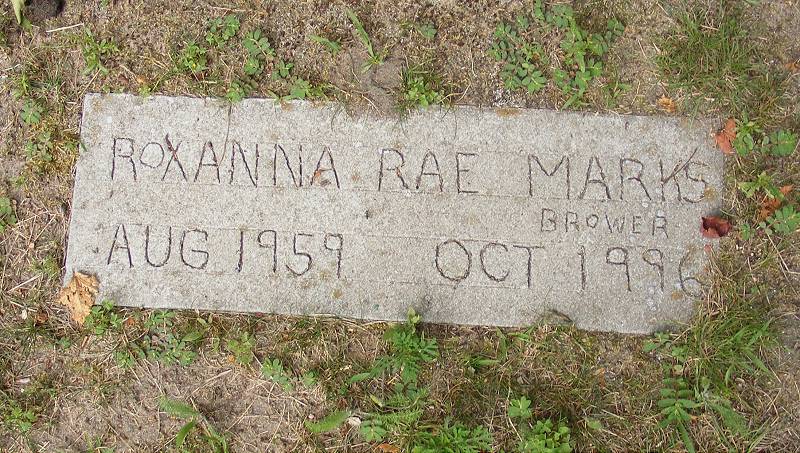 ROXANNA RAE MARKS
BROWER
AUG 1959 OCT 1996